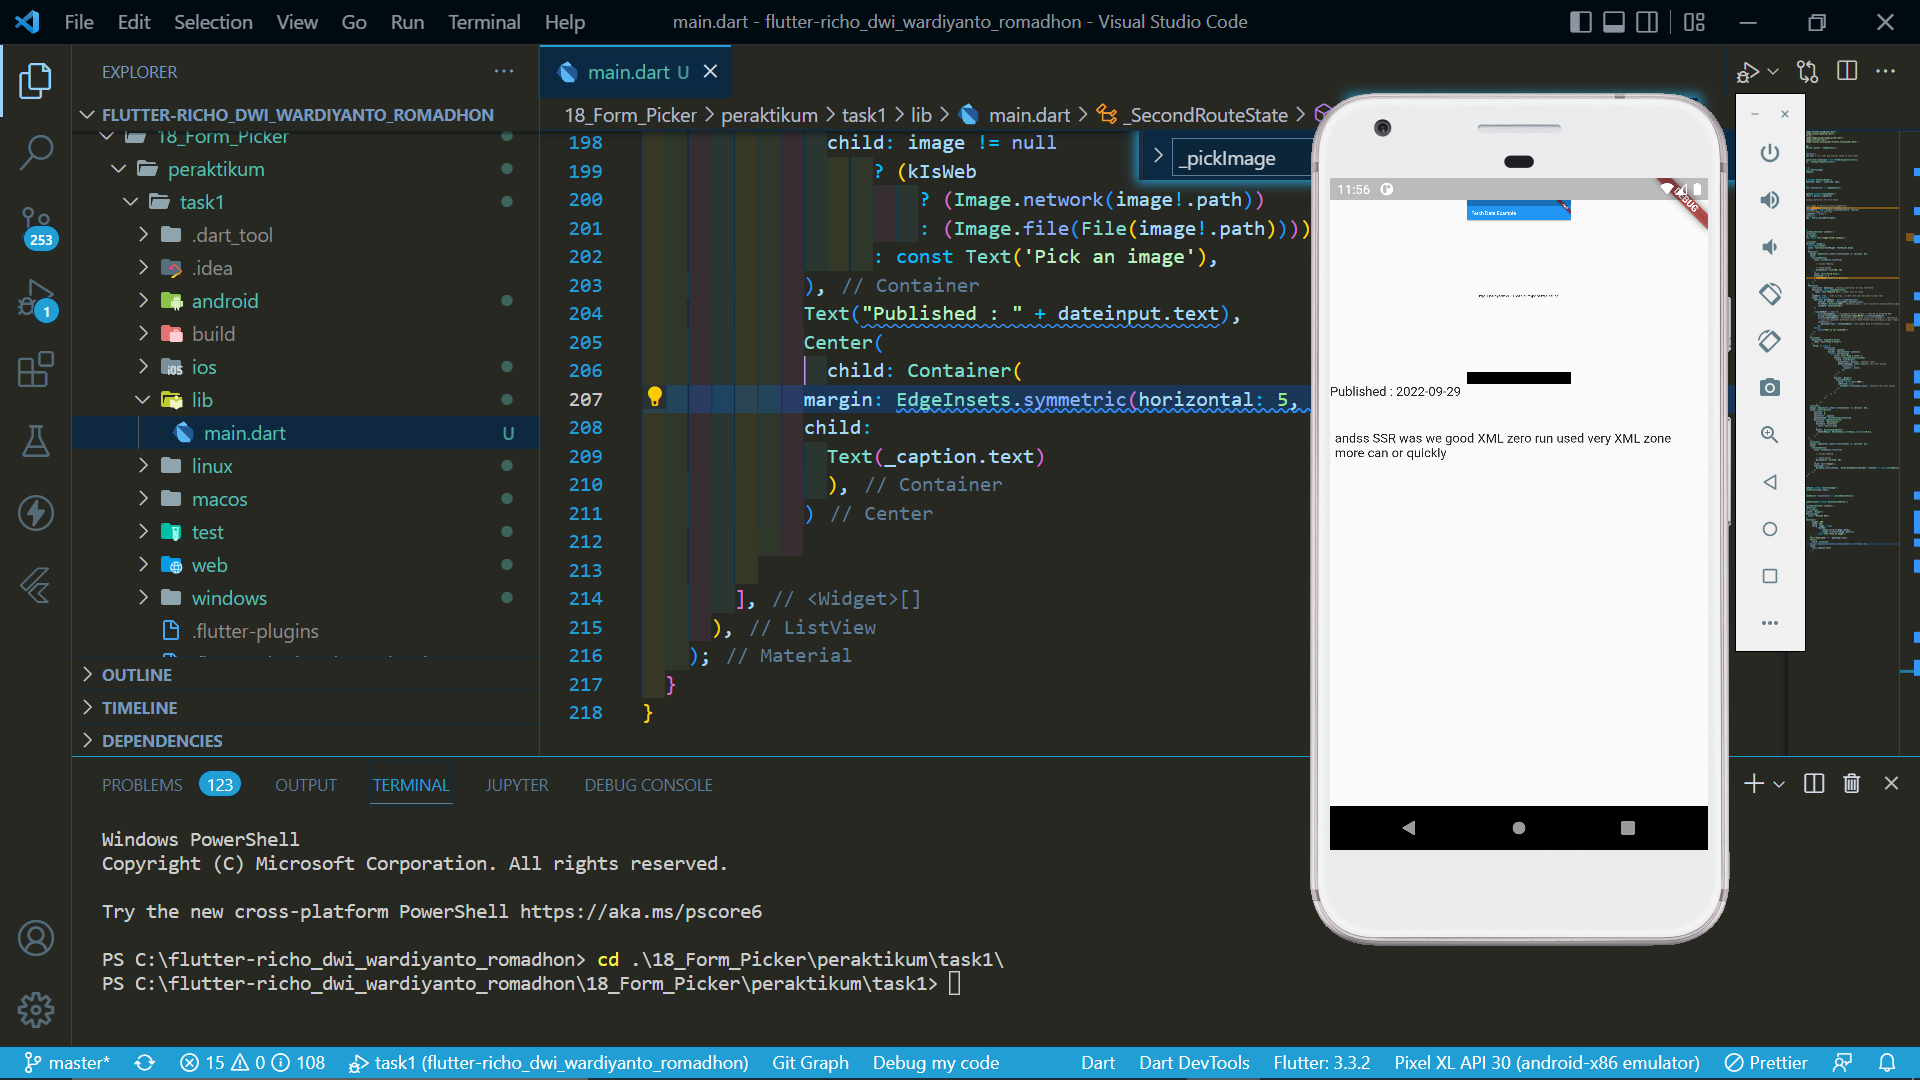 File Edit Selection View Go Run Terminal Help
main.dart - flutter-richo_dwi_wardiyanto_romadhon - Visual Studio Code
EXPLORER
FLUTTER-RICHO_DWI_WARDIYANTO_ROMADHON
18_Form_Picker
peraktikum
task1
.dart_tool
.idea
android
build
ios
lib
main.dart U
linux
macos
test
web
windows
.flutter-plugins
OUTLINE
TIMELINE
DEPENDENCIES
253
1
main.dart U
18_Form_Picker > peraktikum > task1 > lib > main.dart > _SecondRouteState >
_pickImage
198 child: image != null
199 ? (kIsWeb
200 ? (Image.network(image!.path))
201 : (Image.file(File(image!.path))))
202 : const Text('Pick an image'),
203 ), // Container
204 Text("Published : " + dateinput.text),
205 Center(
206 child: Container(
207 margin: EdgeInsets.symmetric(horizontal: 5,
208 child:
209 Text(_caption.text)
210 ), // Container
211 ) // Center
212
213
214 ], // <Widget>[]
215 ), // ListView
216 ); // Material
217 }
218 }
11:56
Fetch Data Example
Published : 2022-09-29
andss SSR was we good XML zero run used very XML zone
more can or quickly
PROBLEMS 123 OUTPUT TERMINAL JUPYTER DEBUG CONSOLE
Windows PowerShell
Copyright (C) Microsoft Corporation. All rights reserved.
Try the new cross-platform PowerShell https://aka.ms/pscore6
PS C:\flutter-richo_dwi_wardiyanto_romadhon> cd .\18_Form_Picker\peraktikum\task1\
PS C:\flutter-richo_dwi_wardiyanto_romadhon\18_Form_Picker\peraktikum\task1>
master* 15 0 108 task1 (flutter-richo_dwi_wardiyanto_romadhon) Git Graph Debug my code Dart Dart DevTools Flutter: 3.3.2 Pixel XL API 30 (android-x86 emulator) Prettier